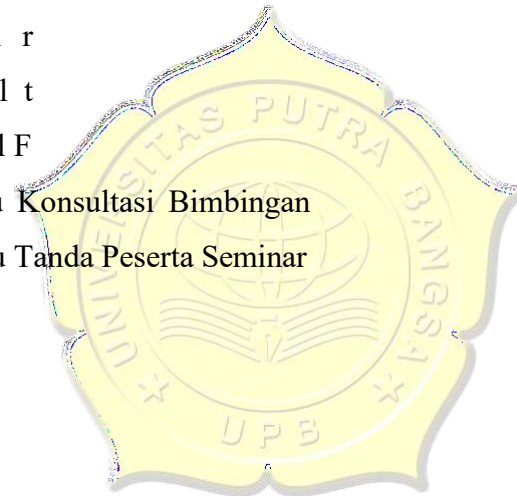 r
l t
l F
u Konsultasi Bimbingan
u Tanda Peserta Seminar
UNIVERSITAS PUTRA BANGSA
UPB